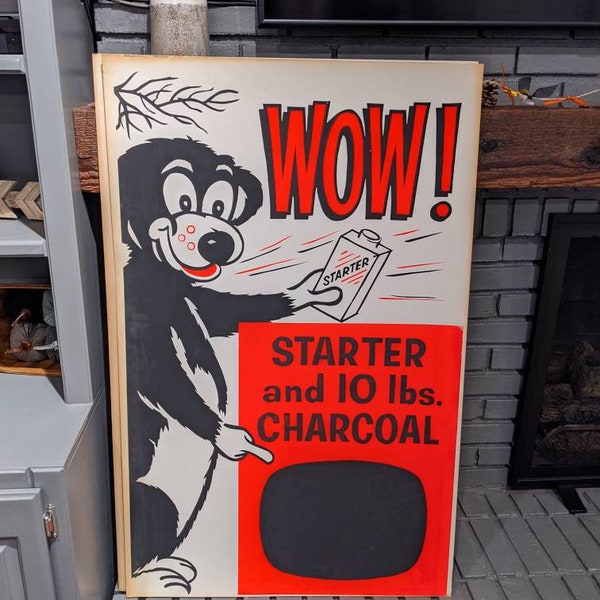 WOW!
STARTER
STARTER
and 10 lbs.
CHARCOAL